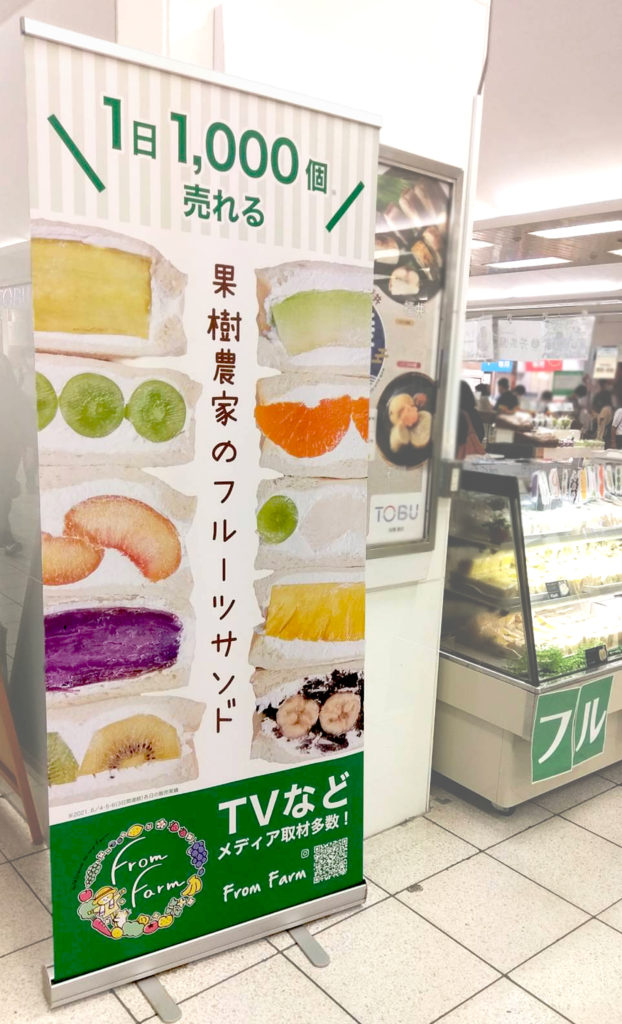 1日1,000個
売れる
果樹農家のフルーツサンド
TVなど
メディア取材多数！
From Farm
From
Farm
TOBU
フル